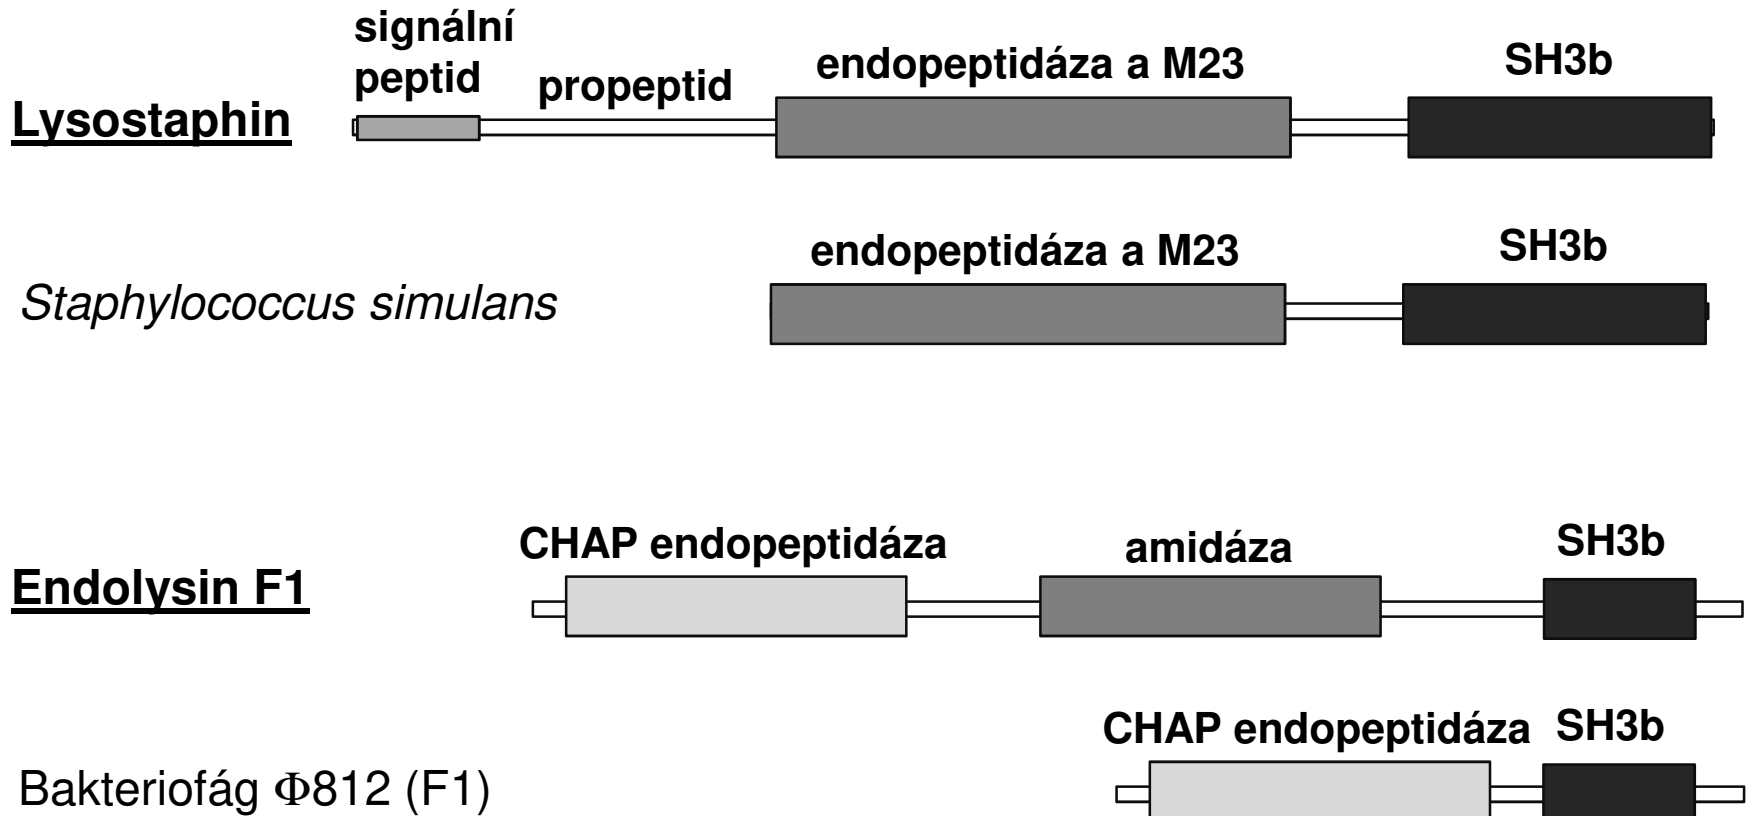 signální
peptid
propeptid
endopeptidáza a M23
SH3b
Lysostaphin
endopeptidáza a M23
SH3b
Staphylococcus simulans
CHAP endopeptidáza
amidáza
SH3b
Endolysin F1
CHAP endopeptidáza
SH3b
Bakteriofág Φ812 (F1)